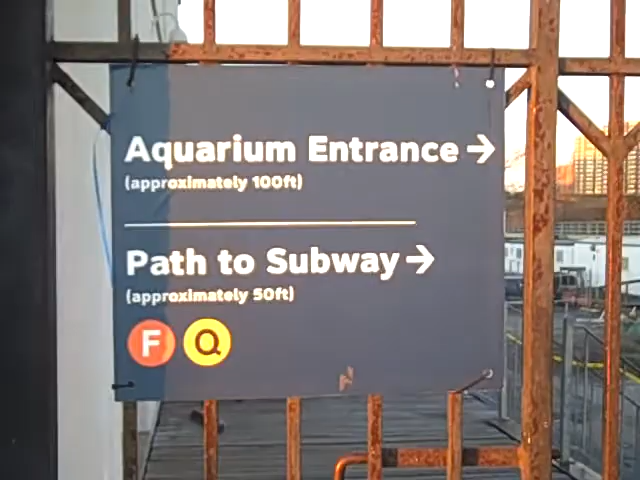 Aquarium Entrance →
(approximately 100ft)
Path to Subway →
(approximately 50ft)
F Q